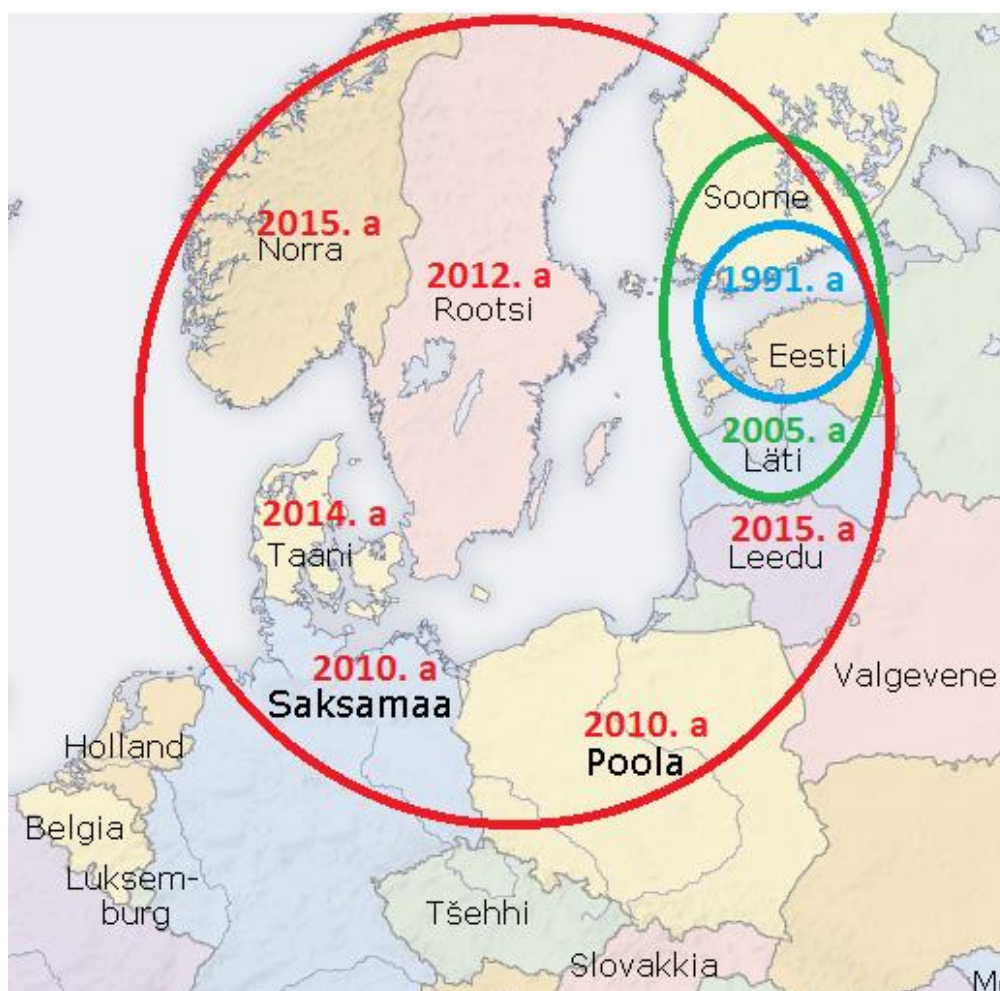 Soome
2015. a
Norra
2012. a
Rootsi
1991. a
Eesti
2005. a
Läti
2014. a
Taani
2015. a
Leedu
2010. a
Saksamaa
Valgevene
2010. a
Poola
Holland
Belgia
Luksem-
burg
Tšehhi
Slovakkia
M